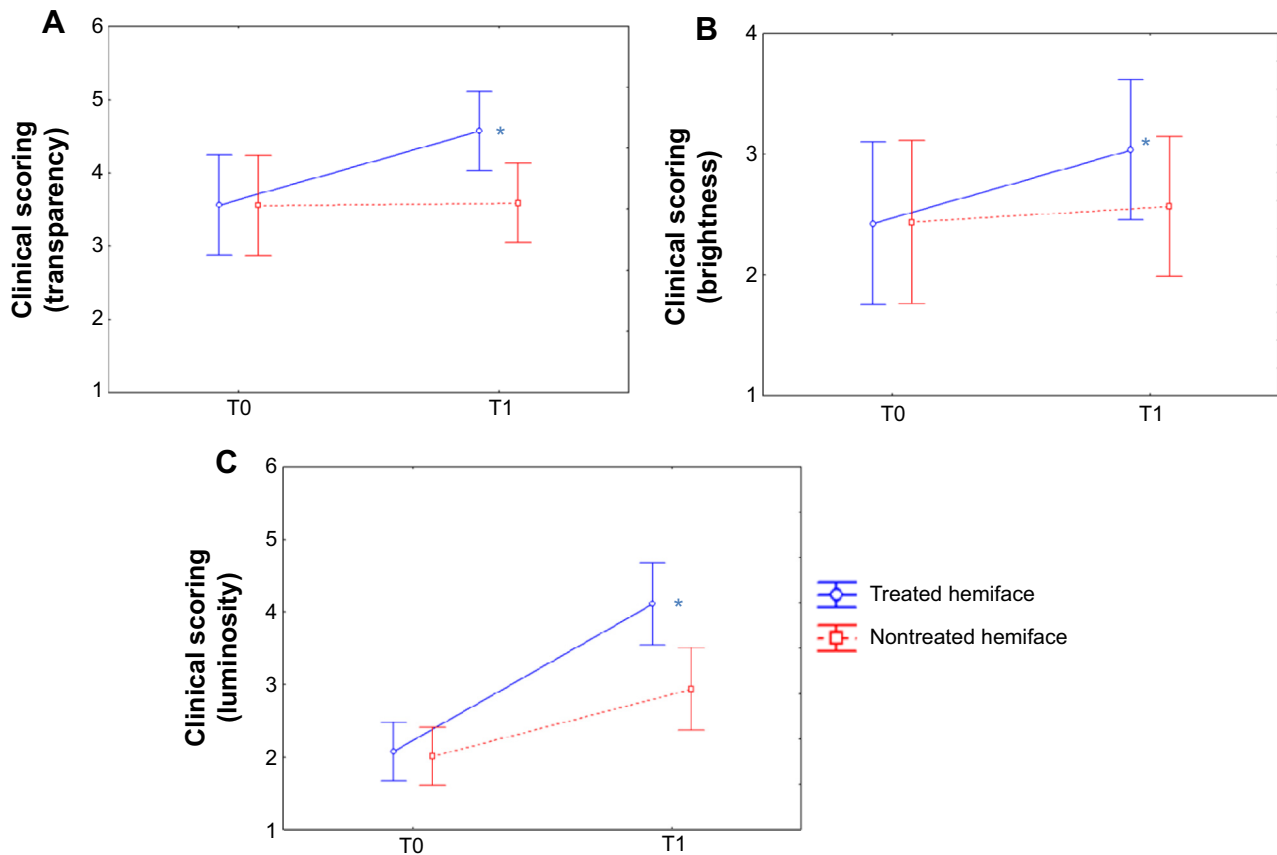 A
Clinical scoring
(transparency)
6
5
4
3
2
1
*
T0
T1
B
Clinical scoring
(brightness)
4
3
2
1
*
T0
T1
C
Clinical scoring
(luminosity)
6
5
4
3
2
1
*
T0
T1
Treated hemiface
Nontreated hemiface